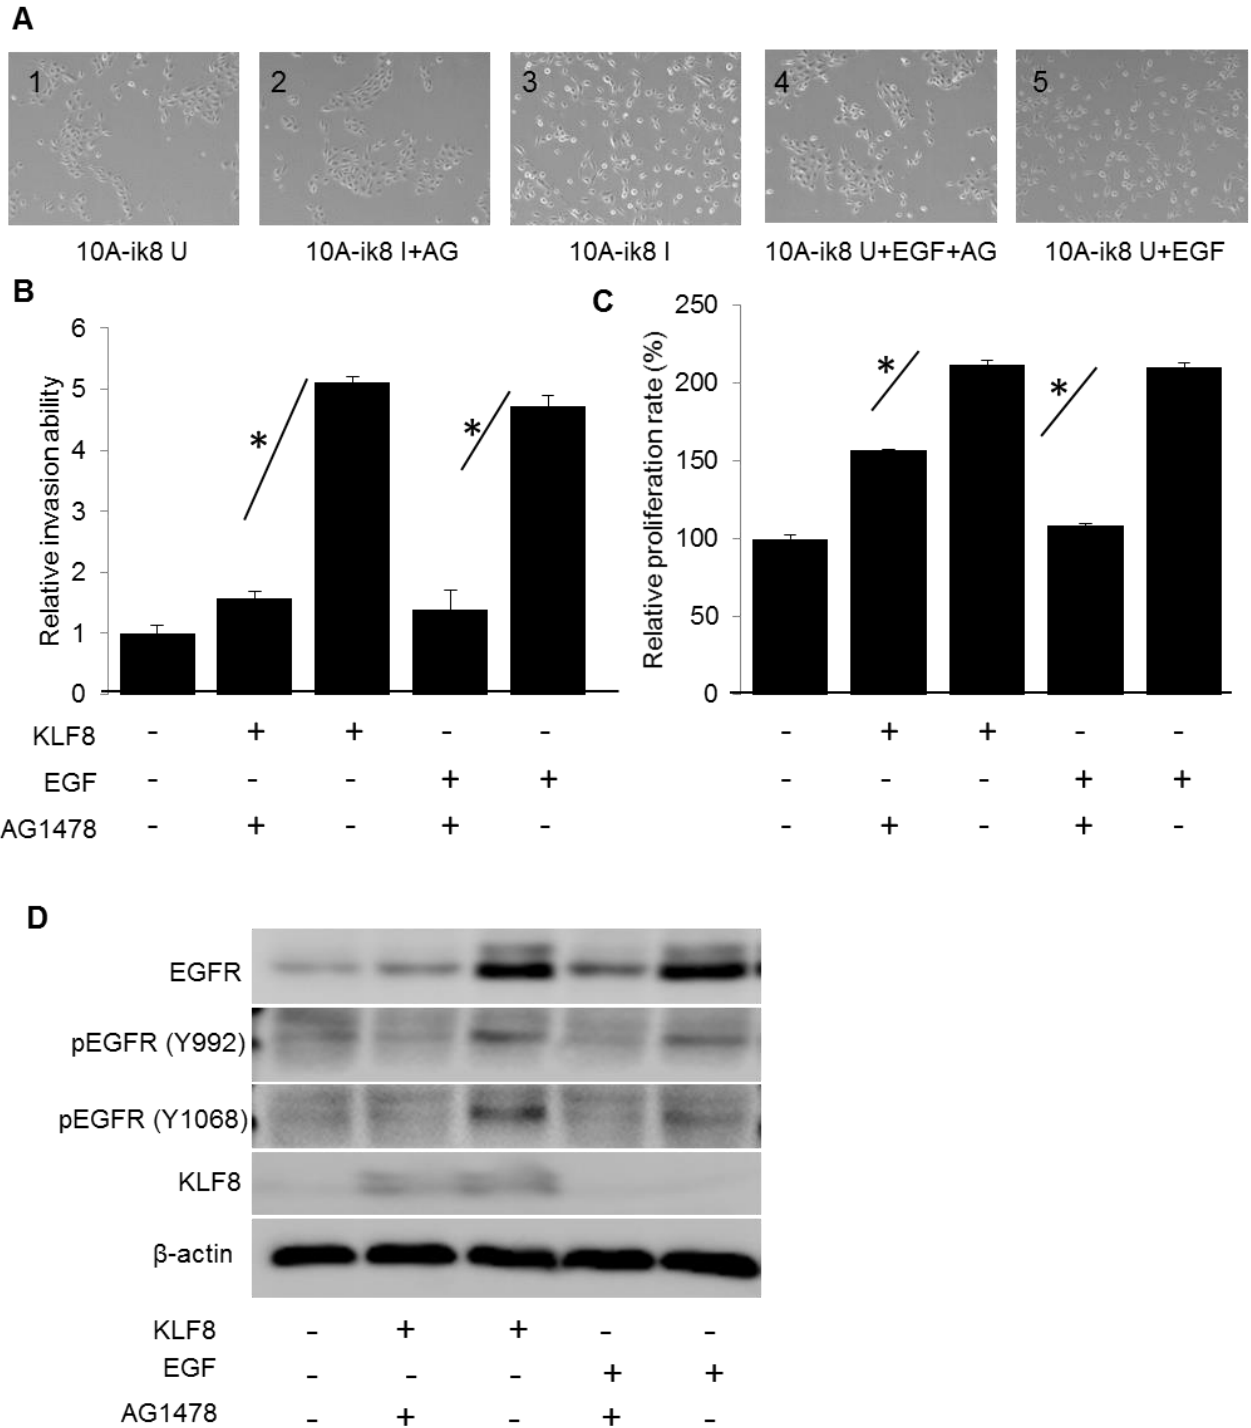 A
1 2 3 4 5
10A-ik8 U 10A-ik8 I+AG 10A-ik8 I 10A-ik8 U+EGF+AG 10A-ik8 U+EGF
B
Relative invasion ability
6
5
4
3
2
1
0
* *
C
Relative proliferation rate (%)
250
200
150
100
50
0
* *
KLF8 - + + - - - + + - -
EGF - - - + + - - - + +
AG1478 - + - + - - + - + -
D
EGFR
pEGFR (Y992)
pEGFR (Y1068)
KLF8
β-actin
KLF8 - + + - -
EGF - - - + +
AG1478 - + - + -